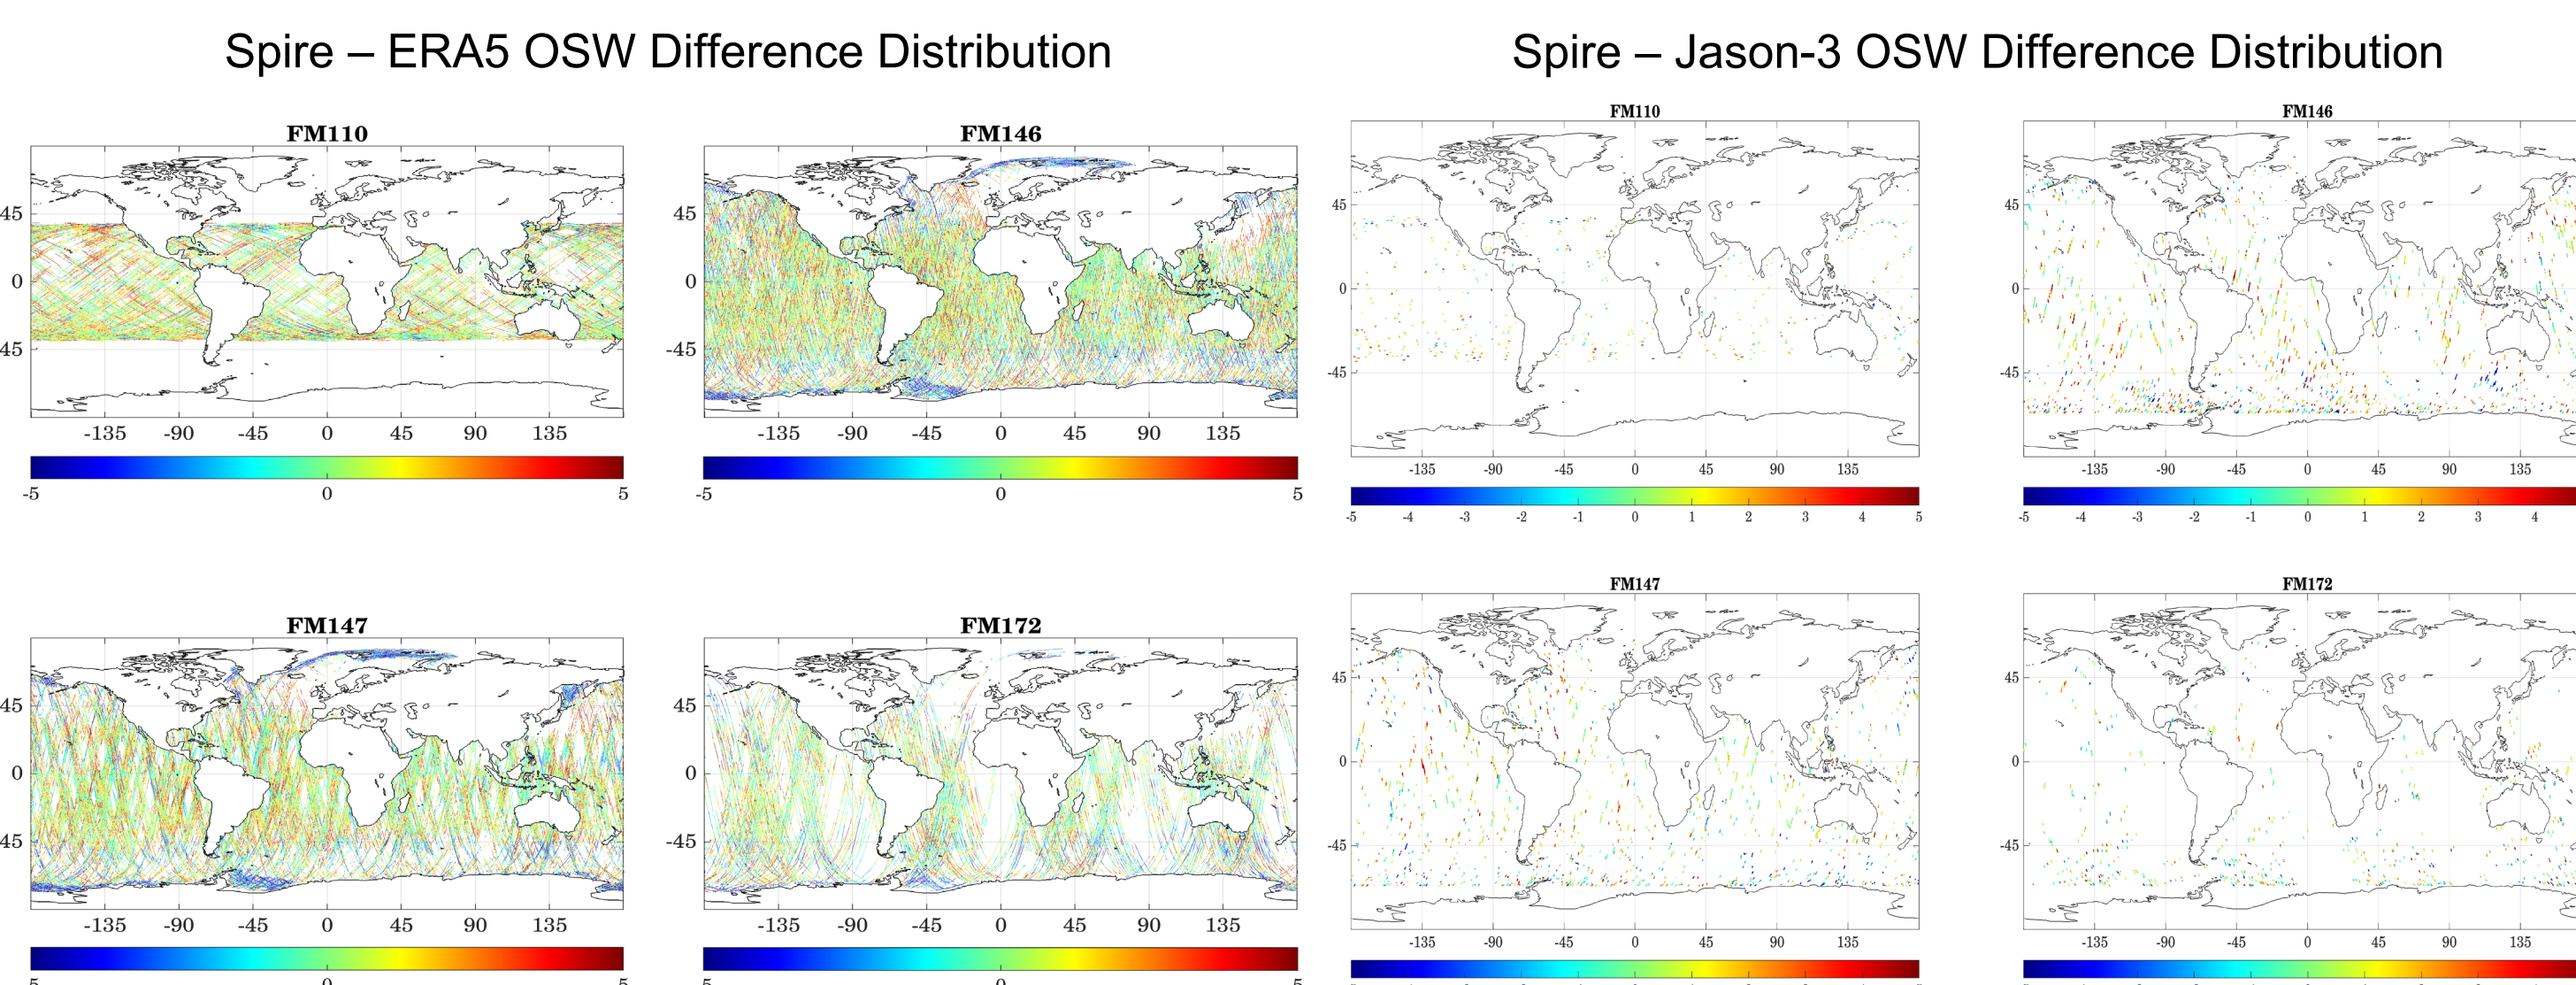 Spire – ERA5 OSW Difference Distribution
Spire – Jason-3 OSW Difference Distribution
FM110
FM146
45
0
45
-135 -90 -45 0 45 90 135
-5 0 5
45
0
-45
-135 -90 -45 0 45 90 135
-5 0 5
FM110
FM146
45
0
-45
-135 -90 -45 0 45 90 135
-5 -4 -3 -2 -1 0 1 2 3 4 5
45
0
-45
-135 -90 -45 0 45 90 135
-5 -4 -3 -2 -1 0 1 2 3 4
FM147
FM172
45
0
45
-135 -90 -45 0 45 90 135
45
0
-45
-135 -90 -45 0 45 90 135
FM147
FM172
45
0
-45
-135 -90 -45 0 45 90 135
45
0
-45
-135 -90 -45 0 45 90 135